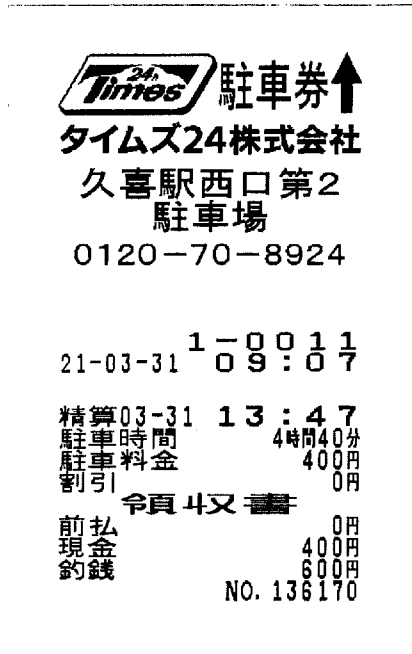 24h Times 駐車券↑
タイムズ24株式会社
久喜駅西口第2
駐車場
0120-70-8924
1-0011
21-03-31 09:07
精算03-31 13:47
駐車時間 4時間40分
駐車料金 400円
割引 0円
領収書
前払 0円
現金 400円
釣銭 600円
NO. 136170